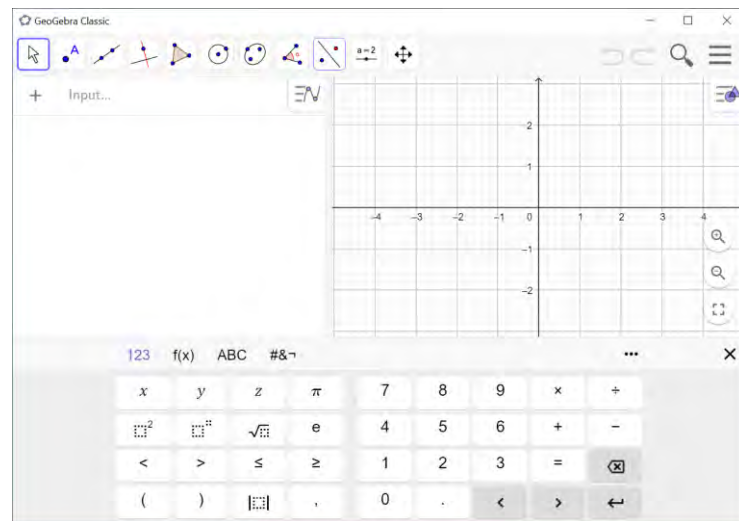 GeoGebra Classic
A
a = 2
+ Input...
2
1
-4 -3 -2 -1 0 1 2 3 4
-1
-2
123 f(x) ABC #&¬ ...
x y z π 7 8 9 × ÷
□² □□ √□ e 4 5 6 + −
< > ≤ ≥ 1 2 3 =
( ) |□| , 0 . < >